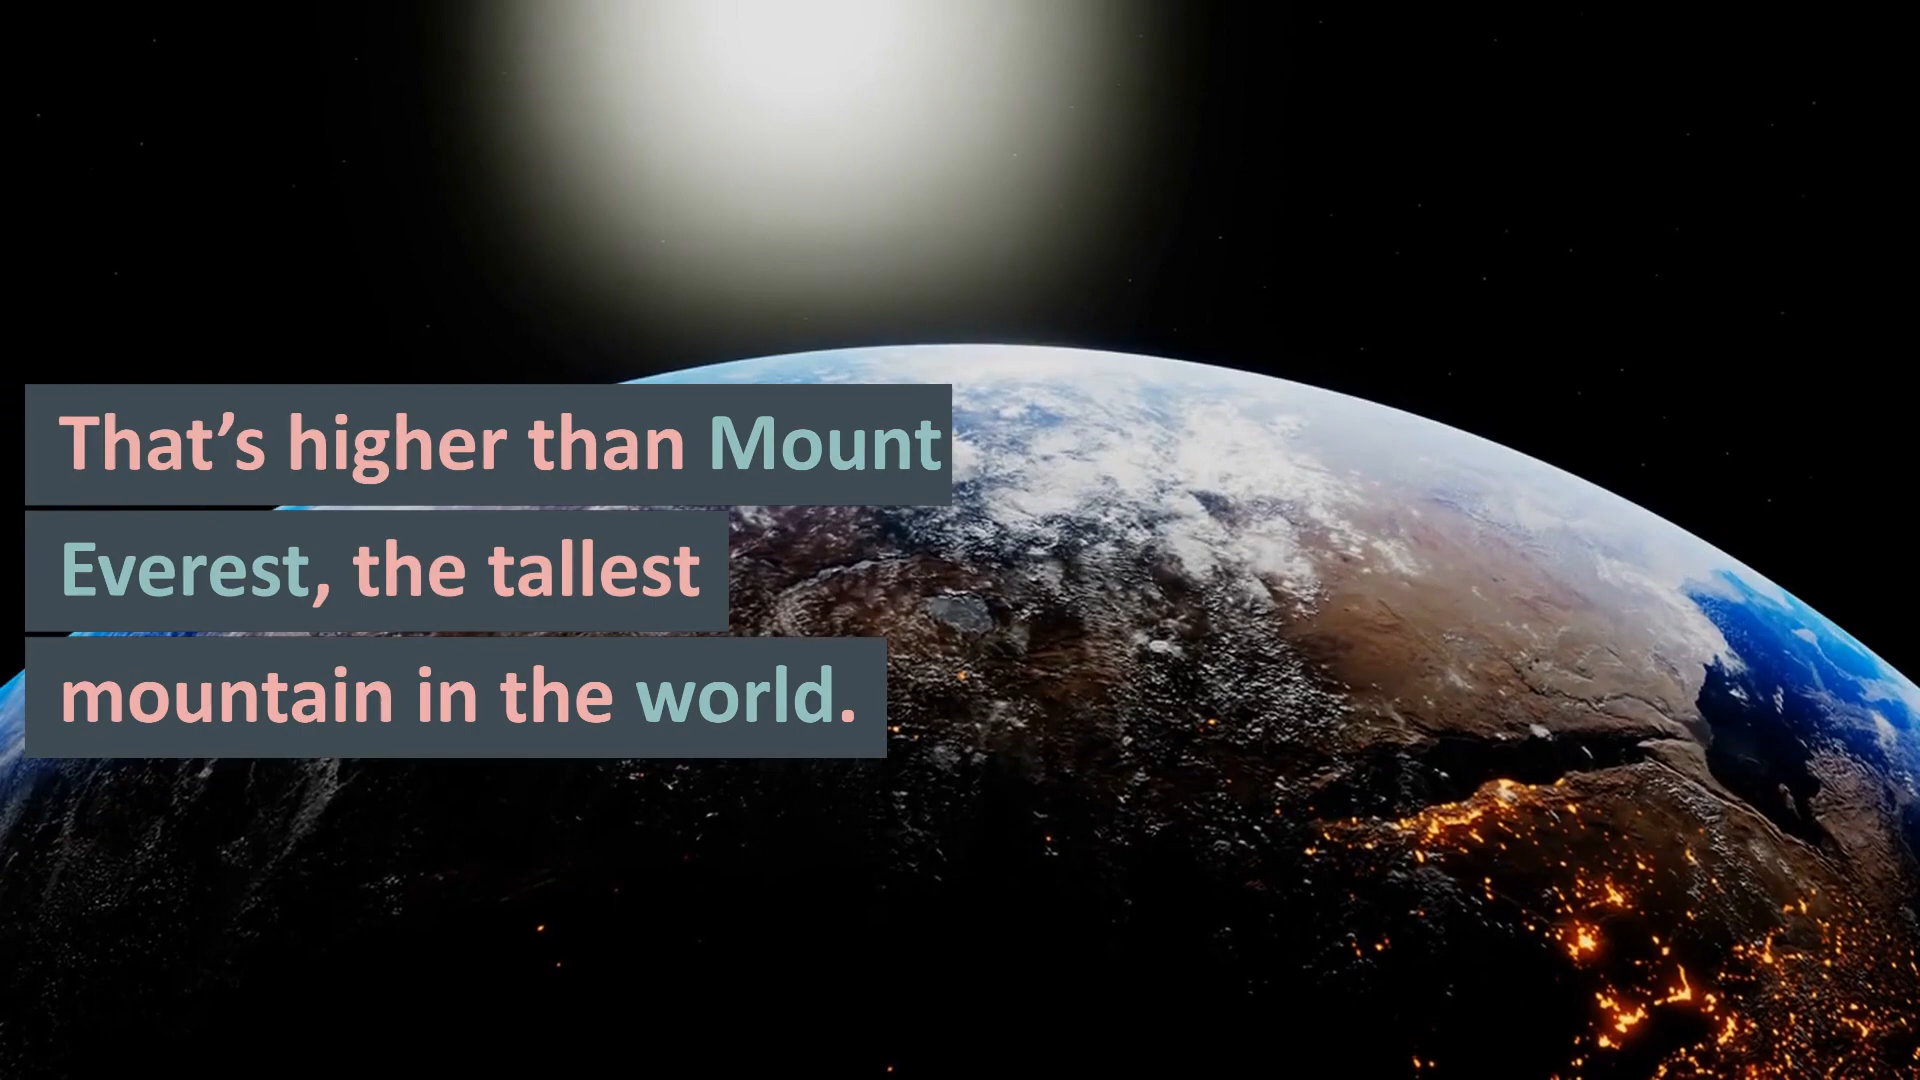 That’s higher than Mount
Everest, the tallest
mountain in the world.